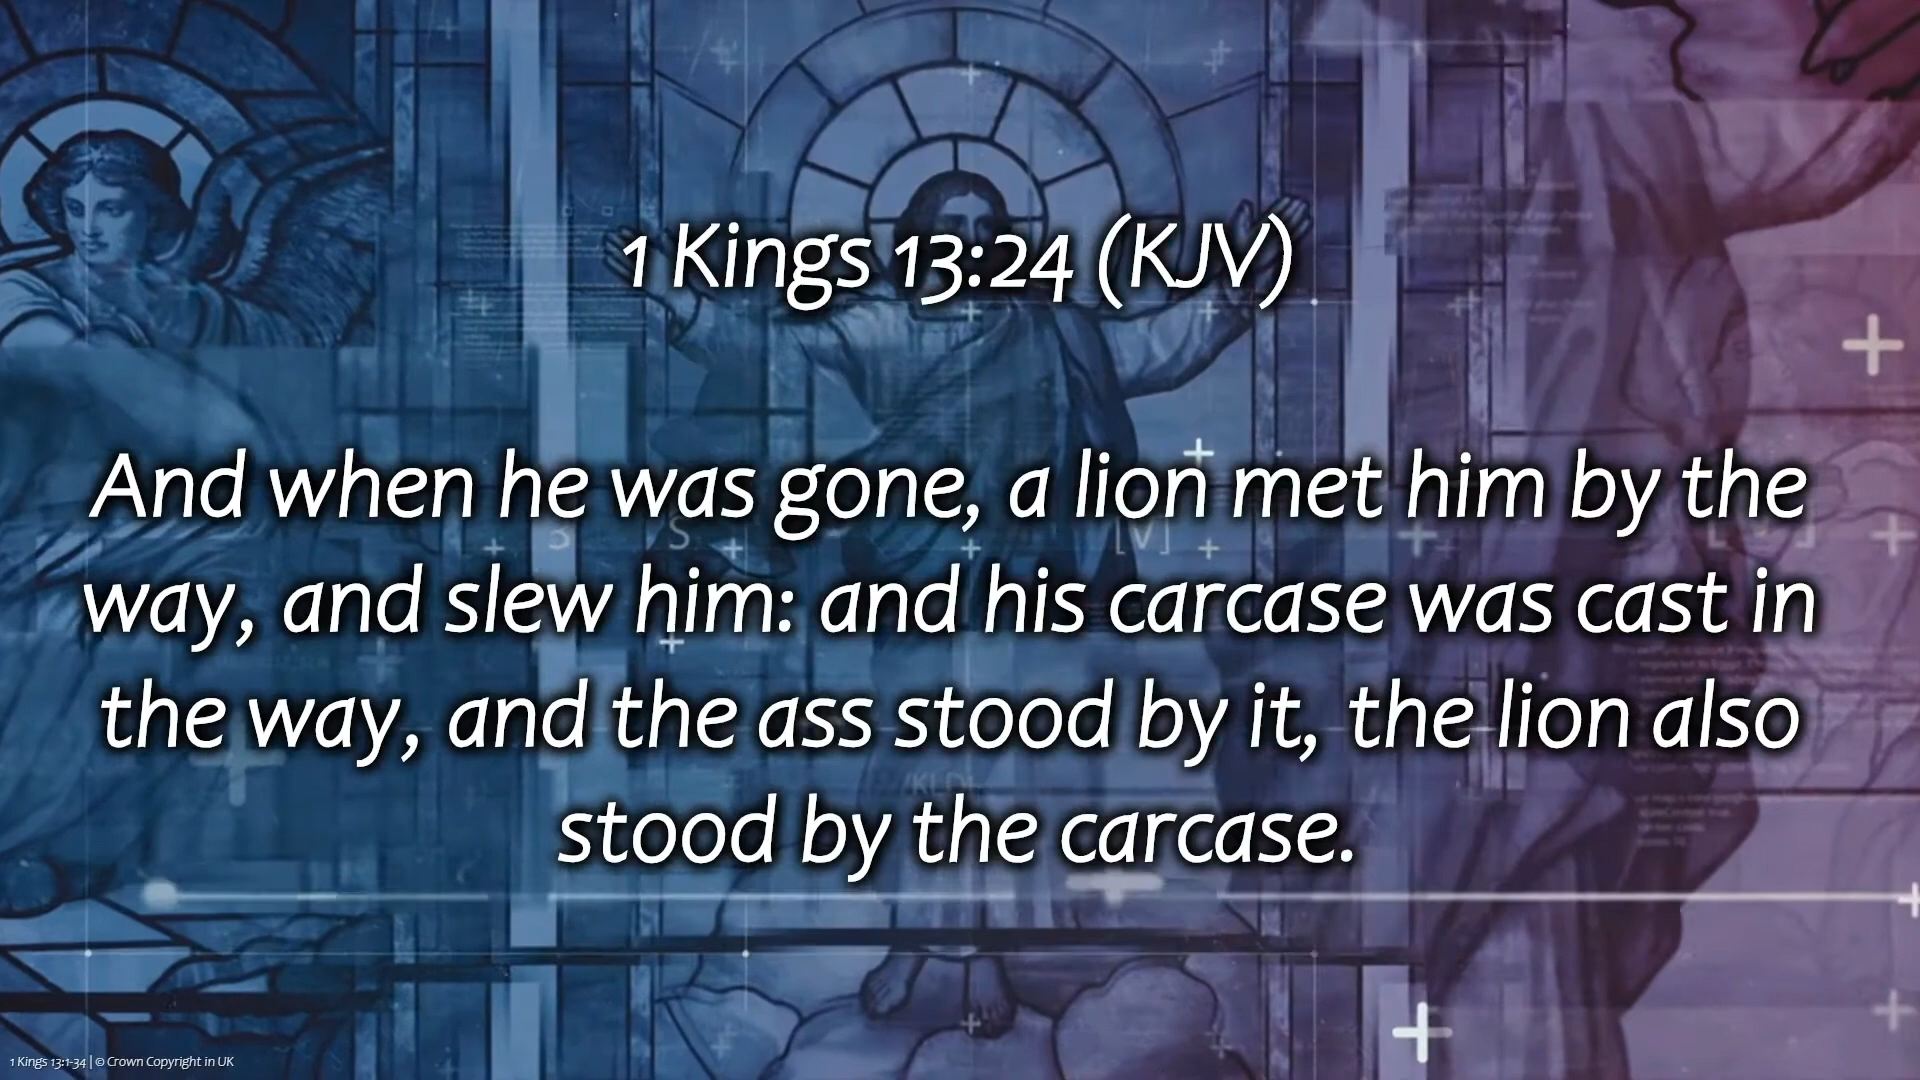 1 Kings 13:24 (KJV)
And when he was gone, a lion met him by the
way, and slew him: and his carcase was cast in
the way, and the ass stood by it, the lion also
stood by the carcase.
1 Kings 13:1-34 | © Crown Copyright in UK